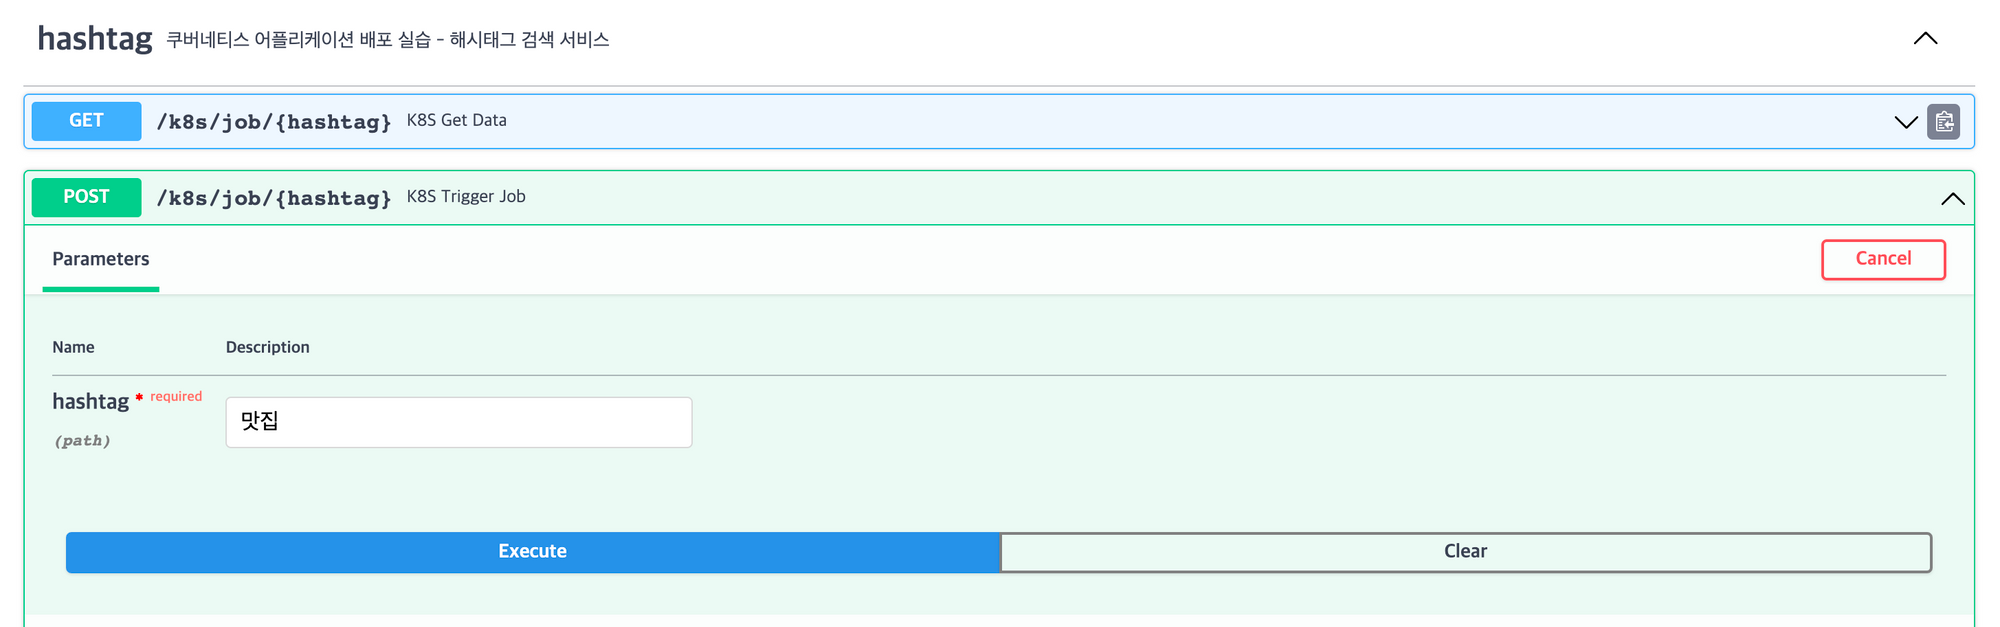 hashtag 쿠버네티스 어플리케이션 배포 실습 - 해시태그 검색 서비스
GET /k8s/job/{hashtag} K8S Get Data
POST /k8s/job/{hashtag} K8S Trigger Job
Parameters Cancel
Name Description
hashtag * required
맛집
(path)
Execute Clear